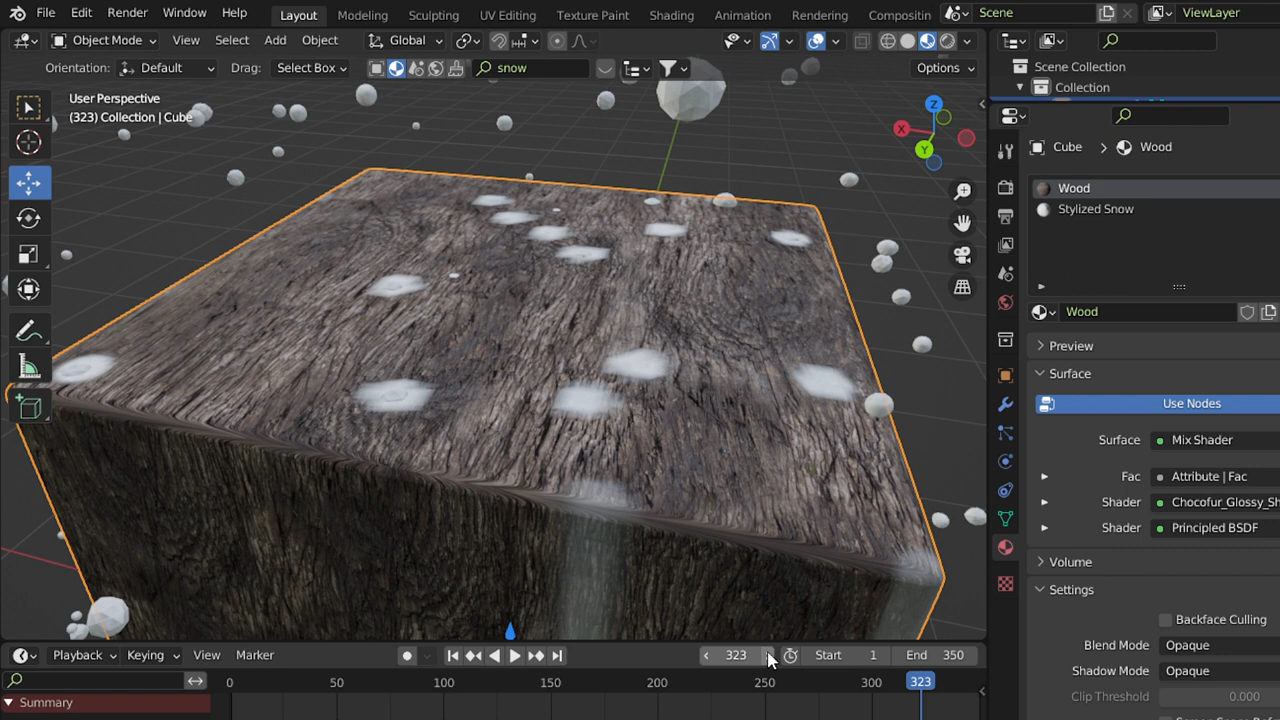 File Edit Render Window Help Layout Modeling Sculpting UV Editing Texture Paint Shading Animation Rendering Compositin Scene ViewLayer
Object Mode View Select Add Object Global
Orientation: Default Drag: Select Box snow Options
Scene Collection
Collection
User Perspective
(323) Collection | Cube
Z
X
Y
Cube > Wood
Wood
Stylized Snow
Wood
Preview
Surface
Use Nodes
Surface Mix Shader
Fac Attribute | Fac
Shader Chocofur_Glossy_Sh
Shader Principled BSDF
Volume
Settings
Backface Culling
Blend Mode Opaque
Shadow Mode Opaque
Clip Threshold 0.000
Playback Keying View Marker 323 Start 1 End 350
0 50 100 150 200 250 300 323
Summary